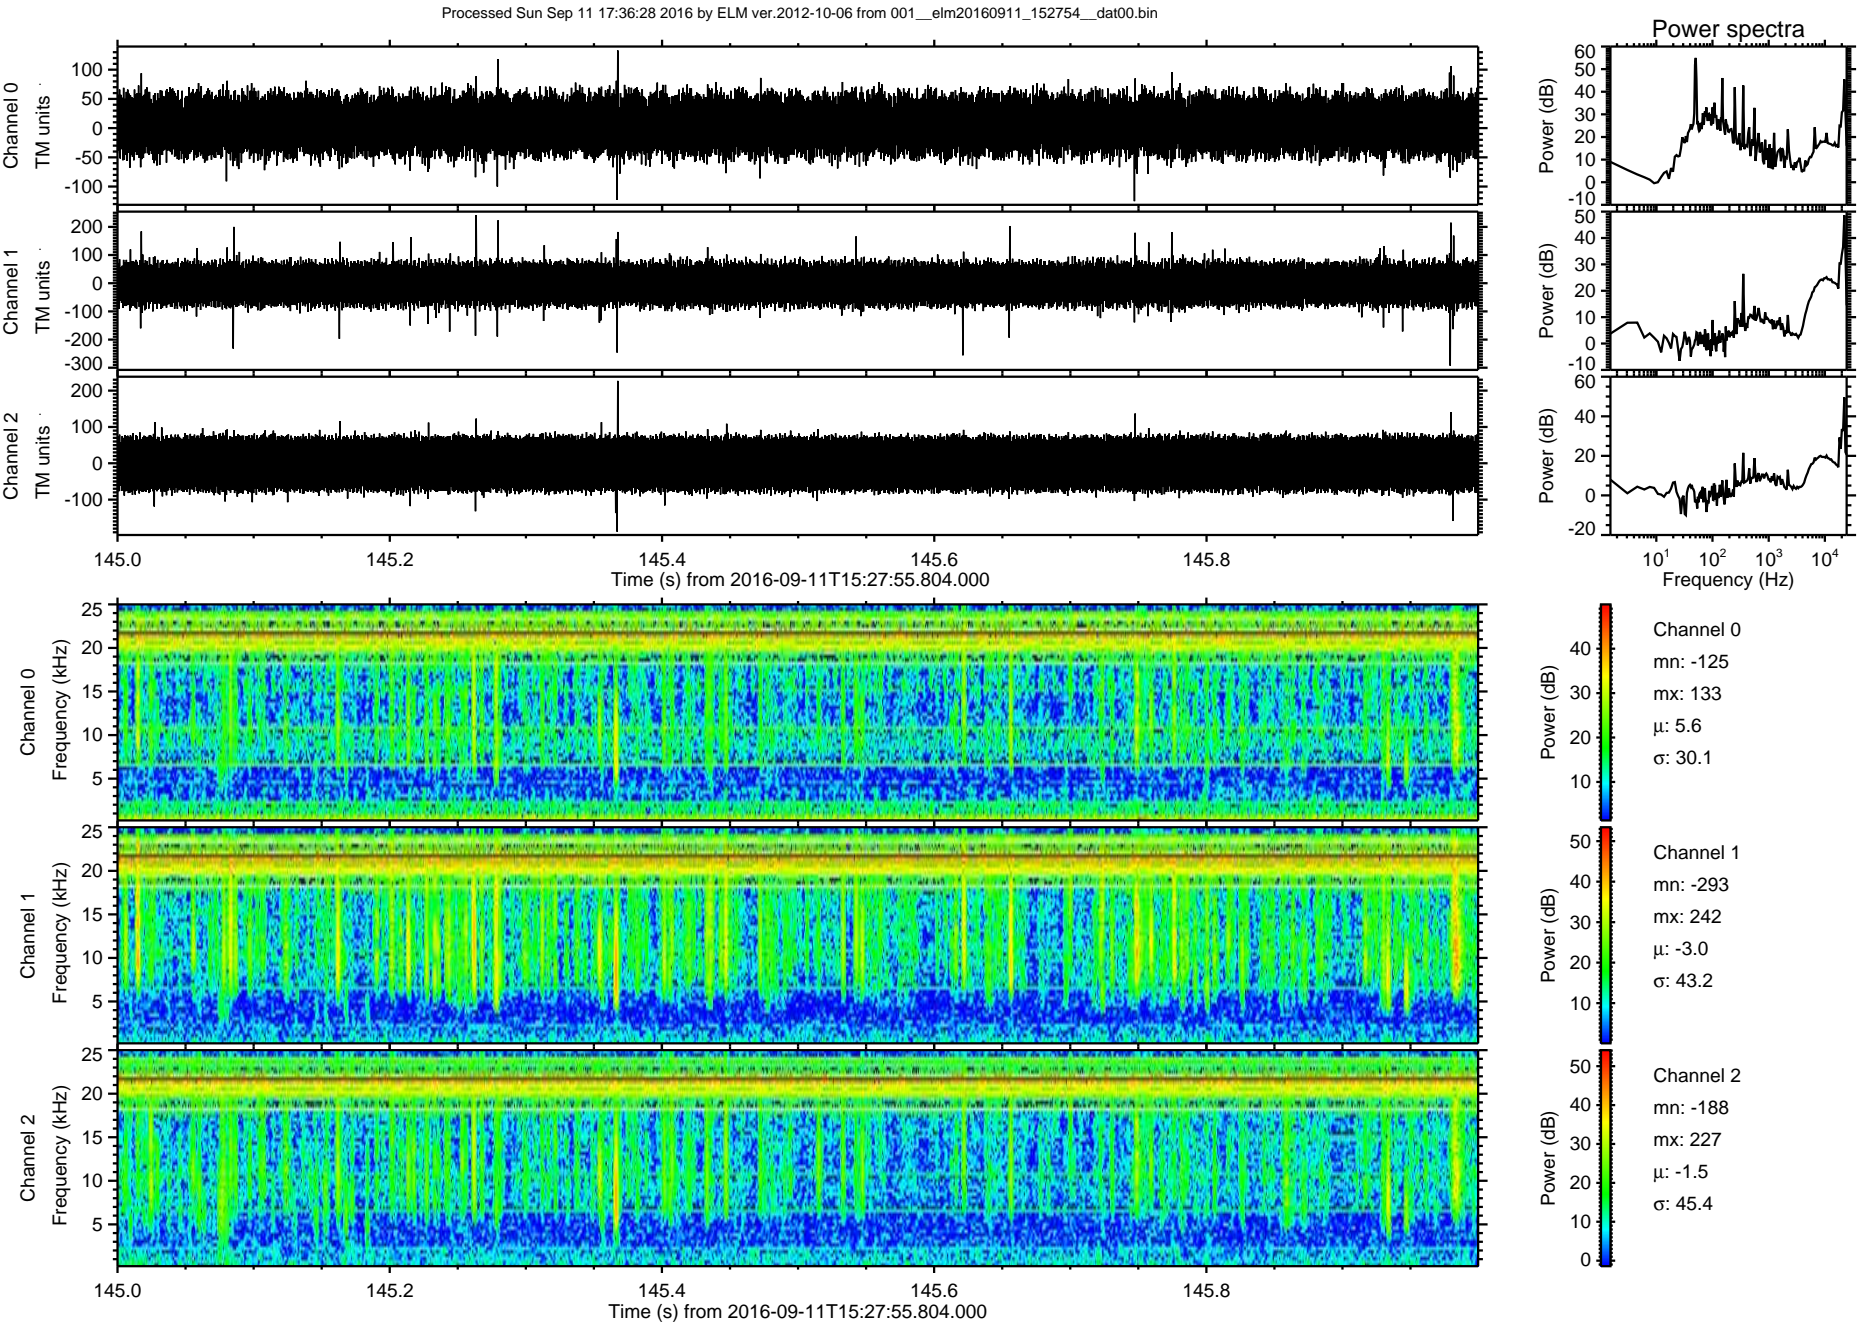 Processed Sun Sep 11 17:36:28 2016 by ELM ver.2012-10-06 from 001__elm20160911_152754__dat00.bin
Power spectra
Channel 0
TM units
100
50
0
-50
-100
Power (dB)
60
50
40
30
20
10
0
-10
Channel 1
TM units
200
100
0
-100
-200
-300
Power (dB)
50
40
30
20
10
0
-10
Channel 2
TM units
200
100
0
-100
Power (dB)
60
40
20
0
-20
145.0 145.2 145.4 145.6 145.8
Time (s) from 2016-09-11T15:27:55.804.000
10¹ 10² 10³ 10⁴
Frequency (Hz)
Channel 0
Frequency (kHz)
25
20
15
10
5
Power (dB)
40
30
20
10
Channel 0
mn: -125
mx: 133
μ: 5.6
σ: 30.1
Channel 1
Frequency (kHz)
25
20
15
10
5
Power (dB)
50
40
30
20
10
Channel 1
mn: -293
mx: 242
μ: -3.0
σ: 43.2
Channel 2
Frequency (kHz)
25
20
15
10
5
Power (dB)
50
40
30
20
10
0
Channel 2
mn: -188
mx: 227
μ: -1.5
σ: 45.4
145.0 145.2 145.4 145.6 145.8
Time (s) from 2016-09-11T15:27:55.804.000